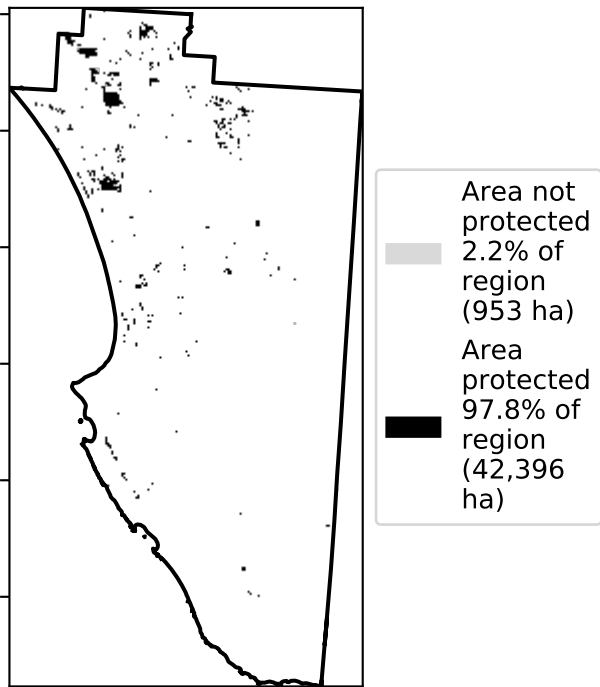 Area not
protected
2.2% of
region
(953 ha)
Area
protected
97.8% of
region
(42,396
ha)